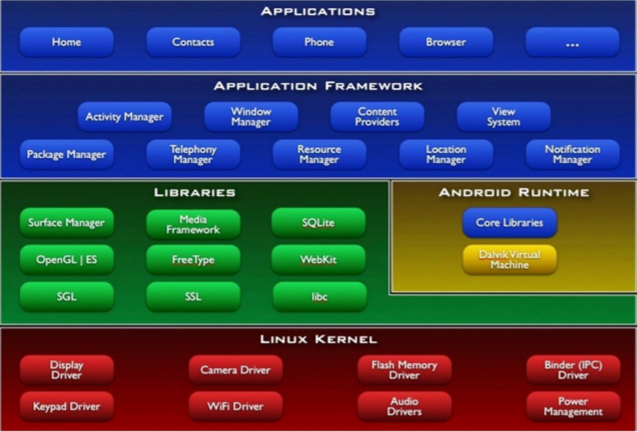 APPLICATIONS
Home
Contacts
Phone
Browser
...
APPLICATION FRAMEWORK
Activity Manager
Window
Manager
Content
Providers
View
System
Package Manager
Telephony
Manager
Resource
Manager
Location
Manager
Notification
Manager
LIBRARIES
Surface Manager
Media
Framework
SQLite
OpenGL | ES
FreeType
WebKit
SGL
SSL
libc
ANDROID RUNTIME
Core Libraries
Dalvik Virtual
Machine
LINUX KERNEL
Display
Driver
Camera Driver
Flash Memory
Driver
Binder (IPC)
Driver
Keypad Driver
WiFi Driver
Audio
Drivers
Power
Management